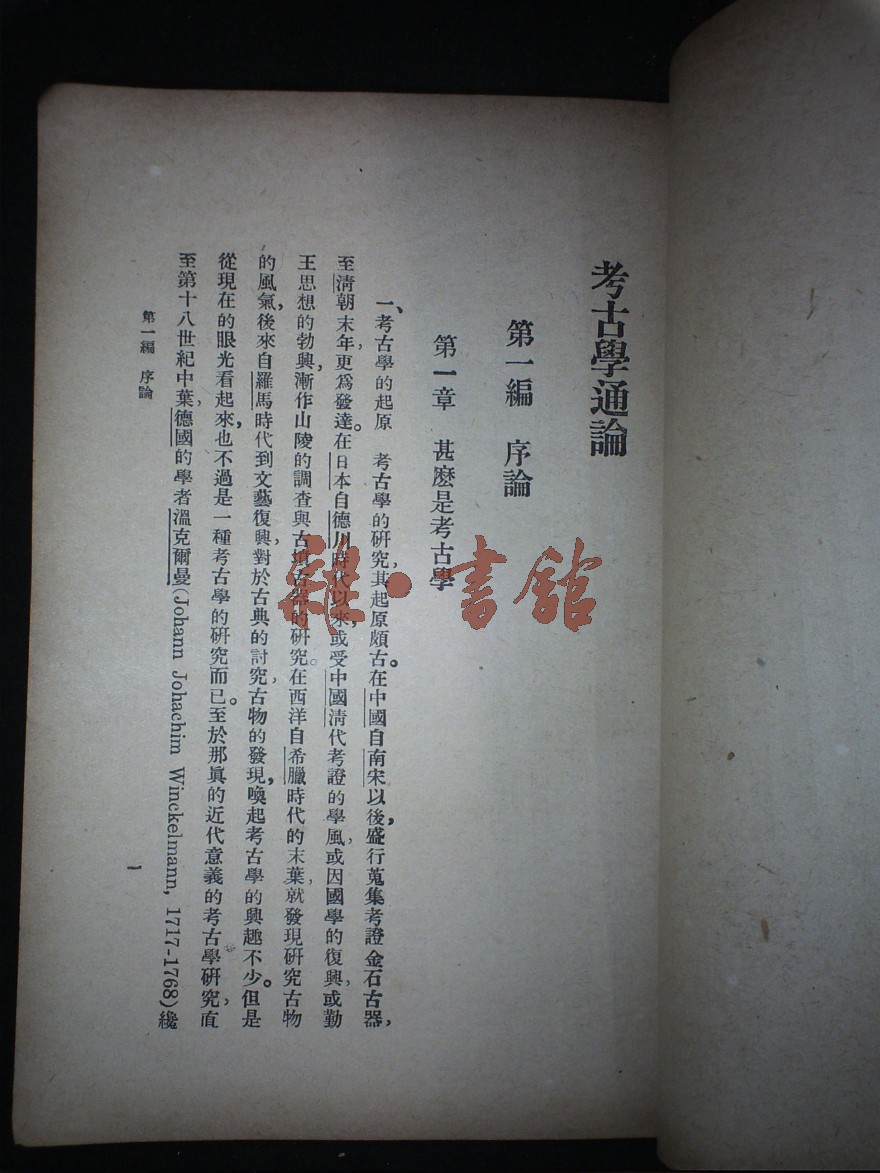 考古學通論
第一編　序論
第一章　甚麼是考古學
一、考古學的起原　考古學的研究，其起原頗古。在中國自南宋以後，盛行蒐集考證金石古器，
至清朝末年，更爲發達。在日本自德川時代以來，或受中國清代考證的學風，或因國學的復興，或勤
王思想的勃興，漸作山陵的調查與古墳古器的研究。在西洋自希臘時代的末葉，就發現研究古物
的風氣，後來自羅馬時代到文藝復興，對於古典的討究，古物的發現，喚起考古學的興趣不少。但是
從現在的眼光看起來，也不過是一種考古學的研究而已。至於那眞的近代意義的考古學研究，直
至第十八世紀中葉，德國的學者溫克爾曼(Johann Johachim Winckelmann, 1717-1768)纔
第一編　序論
一
雜·書館